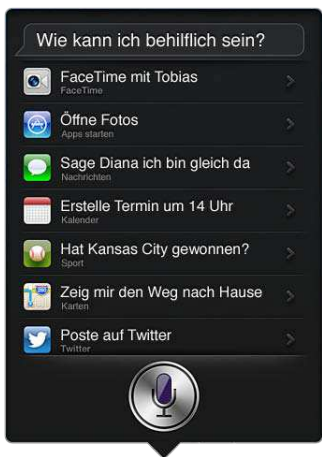 Wie kann ich behilflich sein?
FaceTime mit Tobias
FaceTime
Öffne Fotos
Apps starten
Sage Diana ich bin gleich da
Nachrichten
Erstelle Termin um 14 Uhr
Kalender
Hat Kansas City gewonnen?
Sport
Zeig mir den Weg nach Hause
Karten
Poste auf Twitter
Twitter